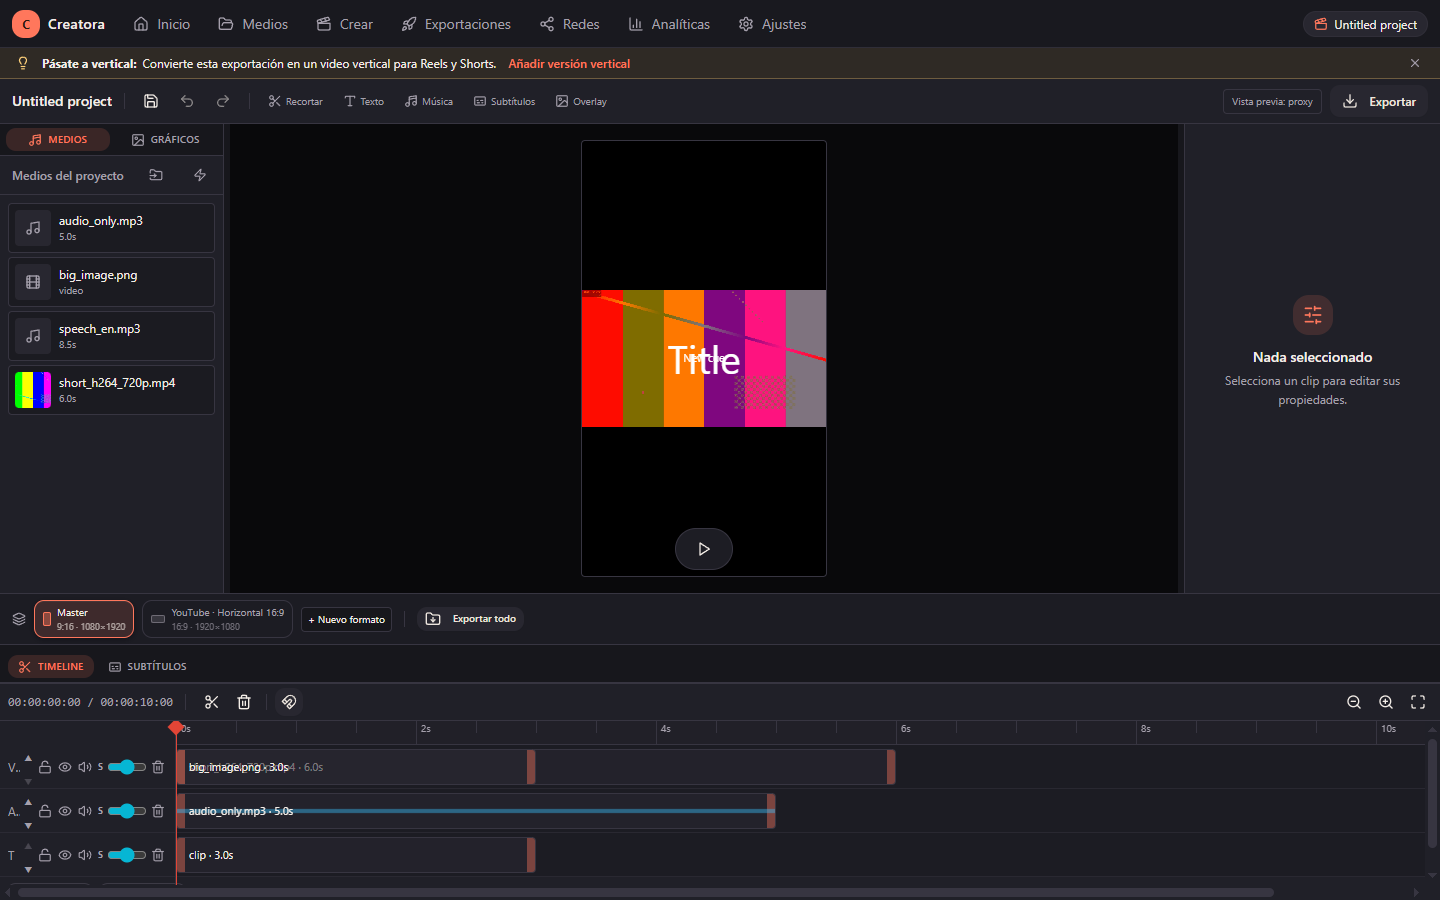 C Creatora Inicio Medios Crear Exportaciones Redes Analíticas Ajustes Untitled project
Pásate a vertical: Convierte esta exportación en un video vertical para Reels y Shorts. Añadir versión vertical
Untitled project Recortar Texto Música Subtítulos Overlay Vista previa: proxy Exportar
MEDIOS GRÁFICOS
Medios del proyecto
audio_only.mp3
5.0s
big_image.png
video
speech_en.mp3
8.5s
short_h264_720p.mp4
6.0s
Title
Nada seleccionado
Selecciona un clip para editar sus
propiedades.
Master
9:16 · 1080×1920
YouTube · Horizontal 16:9
16:9 · 1920×1080
+ Nuevo formato
Exportar todo
TIMELINE SUBTÍTULOS
00:00:00:00 / 00:00:10:00
0s 2s 4s 6s 8s 10s
V.. S big_image.png · 3.0s 4 · 6.0s
A.. S audio_only.mp3 · 5.0s
T S clip · 3.0s